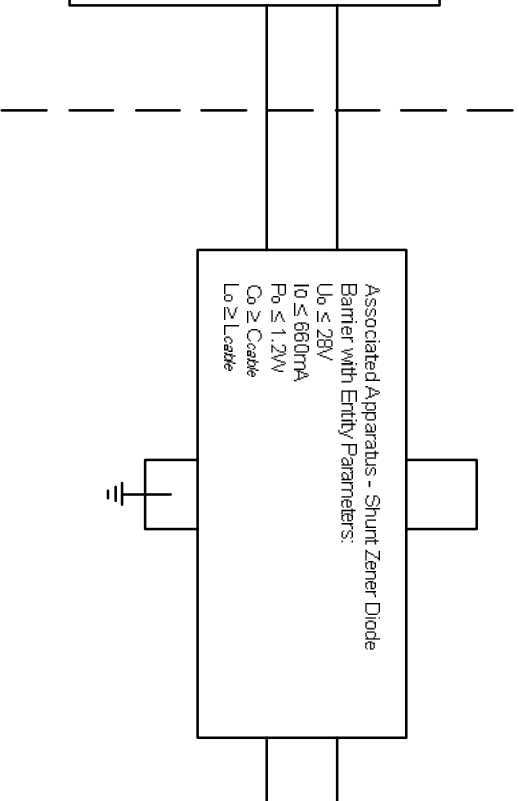 Associated Apparatus - Shunt Zener Diode
Barrier with Entity Parameters:
Uo ≤ 28V
Io ≤ 660mA
Po ≤ 1.2W
Co ≥ Ccable
Lo ≥ Lcable